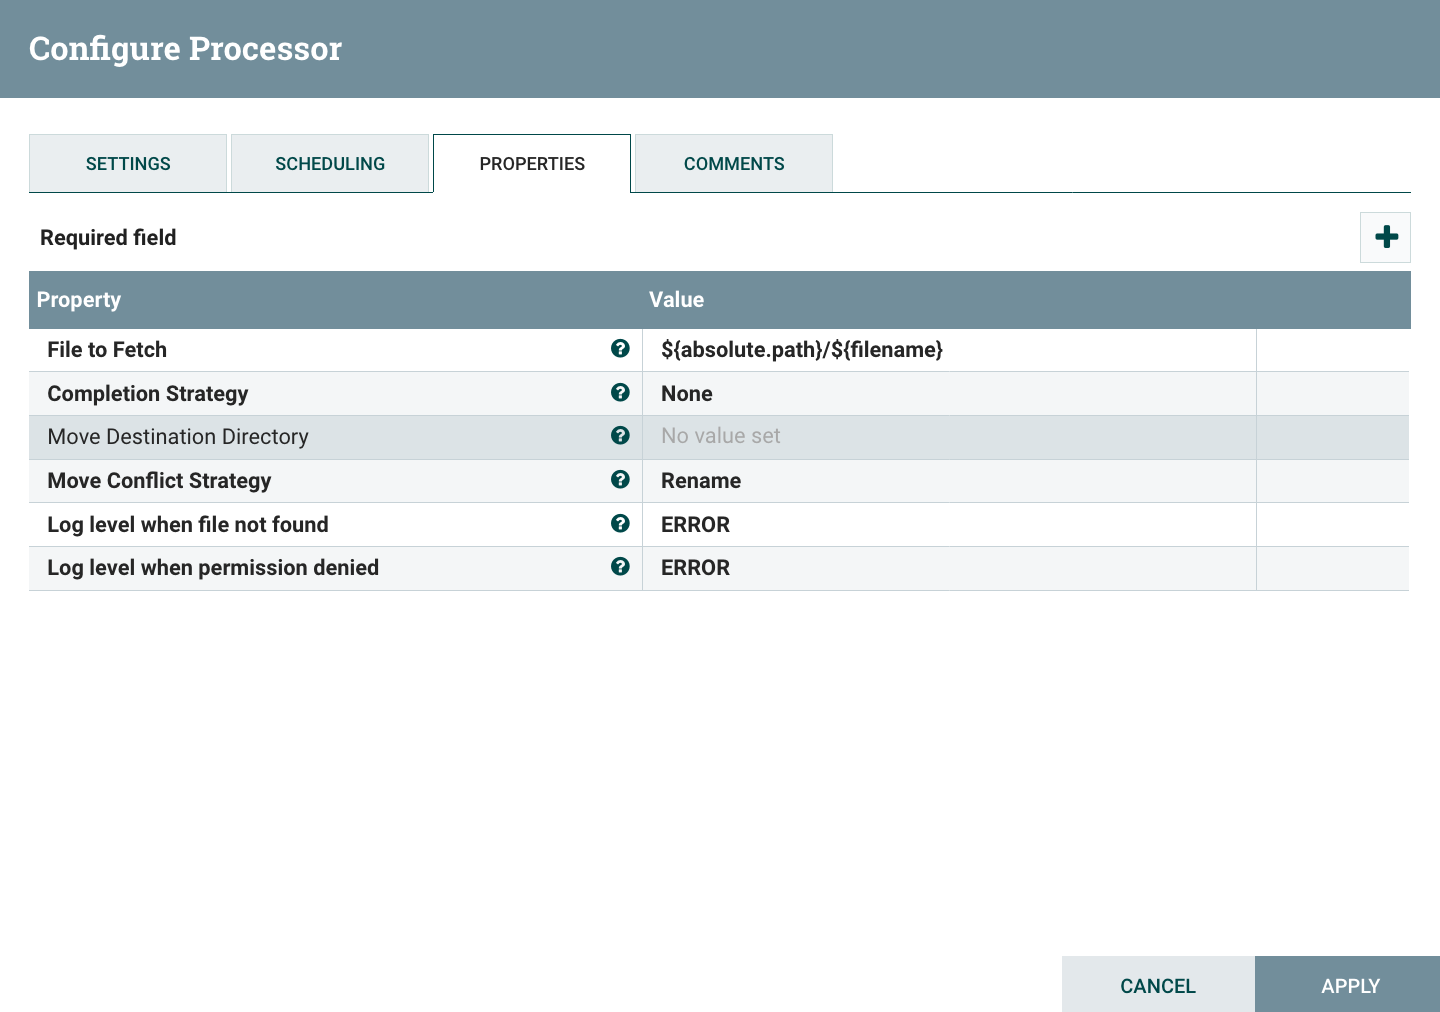 Configure Processor
SETTINGS SCHEDULING PROPERTIES COMMENTS
Required field
Property Value
File to Fetch ${absolute.path}/${filename}
Completion Strategy None
Move Destination Directory No value set
Move Conflict Strategy Rename
Log level when file not found ERROR
Log level when permission denied ERROR
CANCEL APPLY